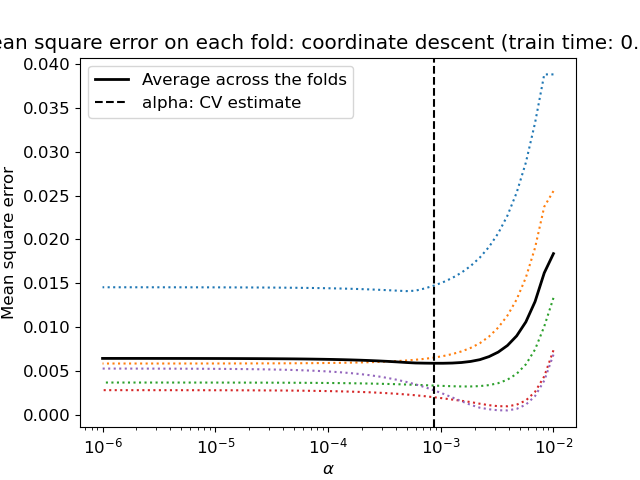 ean square error on each fold: coordinate descent (train time: 0.
Average across the folds
alpha: CV estimate
Mean square error
0.040
0.035
0.030
0.025
0.020
0.015
0.010
0.005
0.000
10⁻⁶ 10⁻⁵ 10⁻⁴ 10⁻³ 10⁻²
α